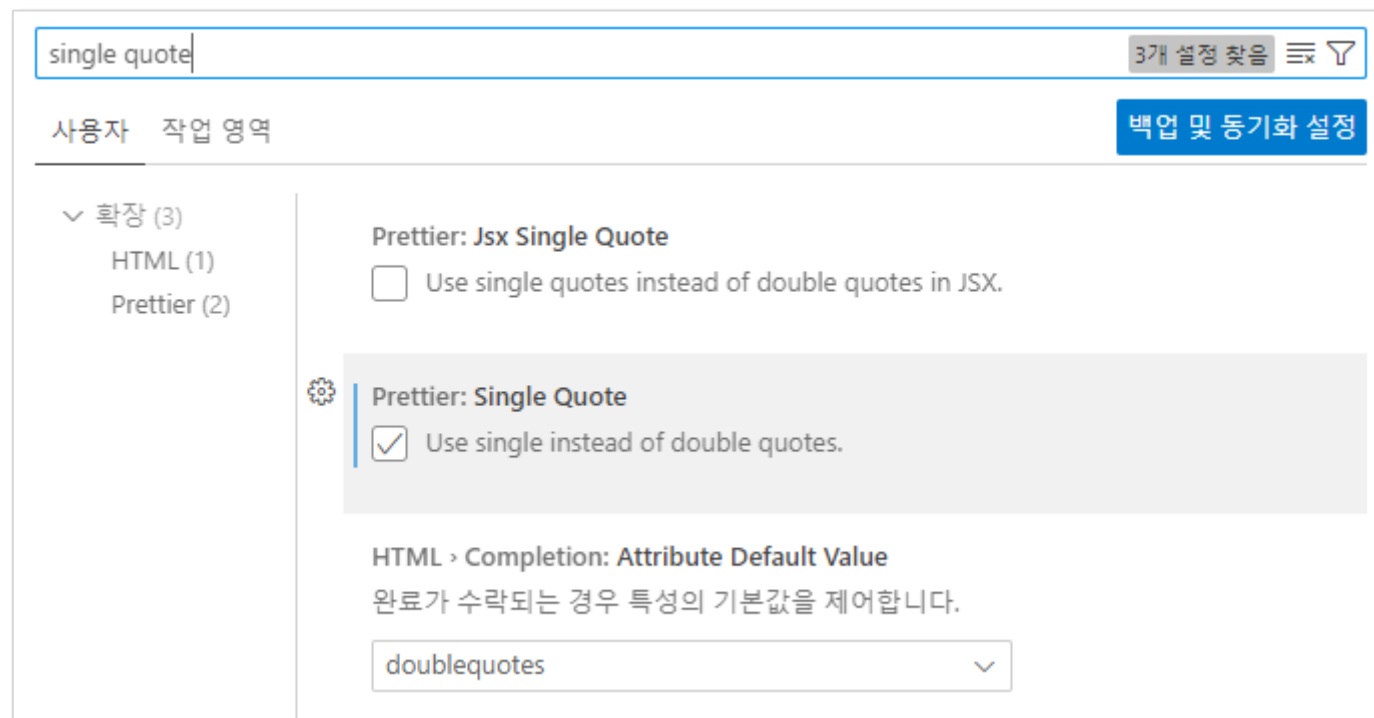 single quote
3개 설정 찾음
사용자 작업 영역
백업 및 동기화 설정
확장 (3)
HTML (1)
Prettier (2)
Prettier: Jsx Single Quote
Use single quotes instead of double quotes in JSX.
Prettier: Single Quote
Use single instead of double quotes.
HTML › Completion: Attribute Default Value
완료가 수락되는 경우 특성의 기본값을 제어합니다.
doublequotes